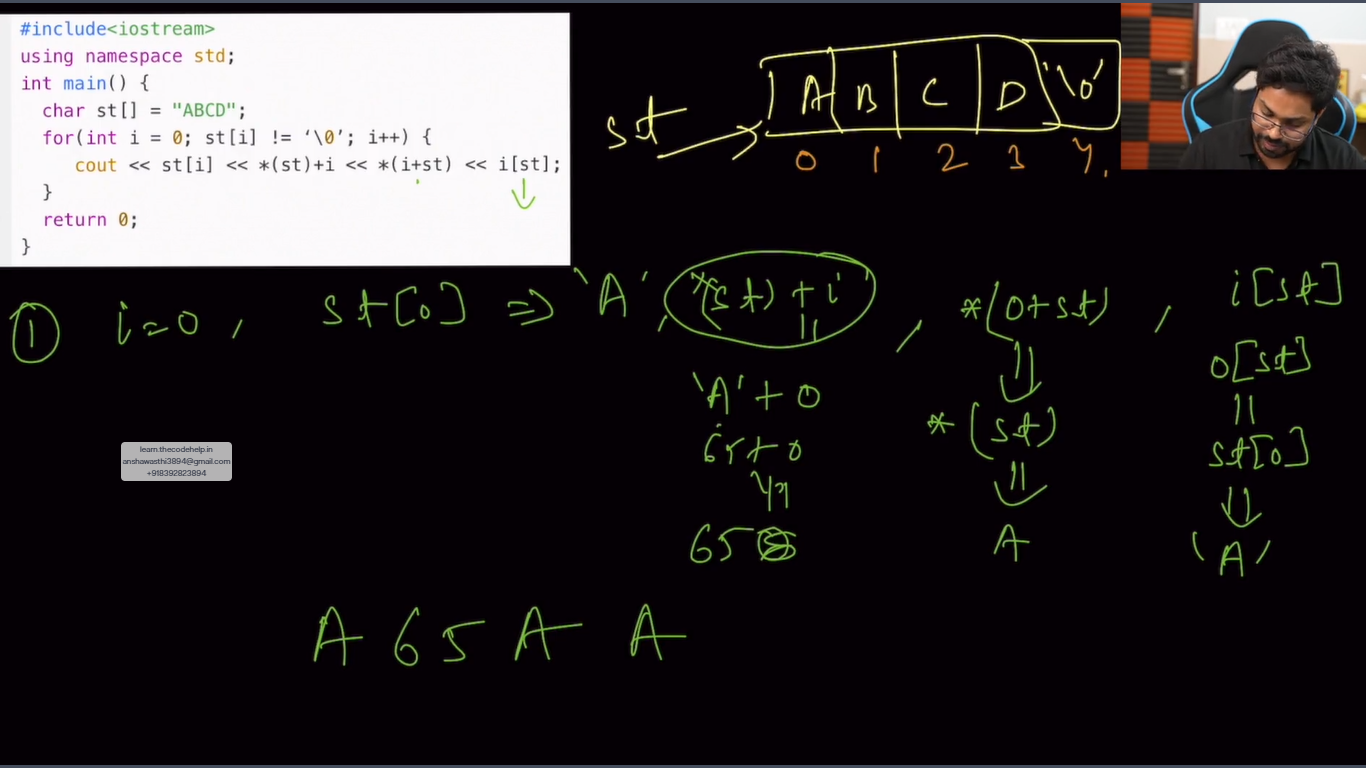 #include<iostream>
using namespace std;
int main() {
char st[] = "ABCD";
for(int i = 0; st[i] != ‘\0’; i++) {
cout << st[i] << *(st)+i << *(i+st) << i[st];
}
return 0;
}
st
A B C D '\0'
0 1 2 3 4
1 i=0, st[0] ⇒ 'A', *(st)+i, *(0+st), i[st]
'A'+0 *(st) 0[st]
65+0 A st[0]
65 'A'
learn.thecodehelp.in
anshawasthi3894@gmail.com
+918392823894
A 65 A A